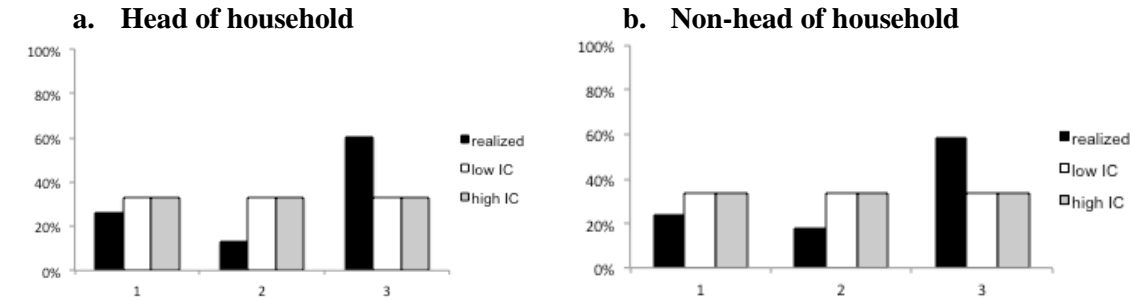 a. Head of household
100%
80%
60%
40%
20%
0%
1 2 3
realized
low IC
high IC
b. Non-head of household
100%
80%
60%
40%
20%
0%
1 2 3
realized
low IC
high IC